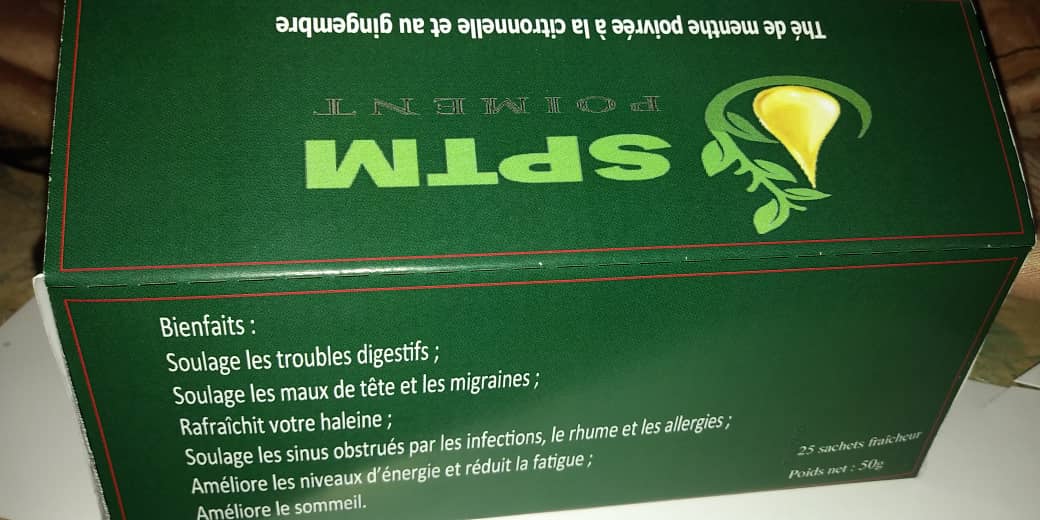 SPTM
POIMENT
Thé de menthe poivrée à la citronnelle et au gingembre
Bienfaits :
Soulage les troubles digestifs ;
Soulage les maux de tête et les migraines ;
Rafraîchit votre haleine ;
Soulage les sinus obstrués par les infections, le rhume et les allergies ;
Améliore les niveaux d'énergie et réduit la fatigue ;
Améliore le sommeil.
25 sachets fraîcheur
Poids net : 50g